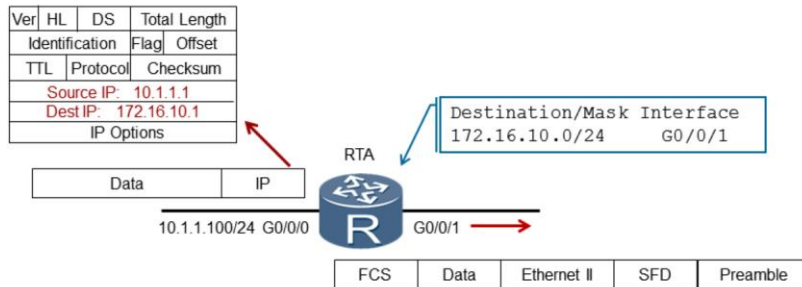 Ver HL DS Total Length
Identification Flag Offset
TTL Protocol Checksum
Source IP: 10.1.1.1
Dest IP: 172.16.10.1
IP Options
Destination/Mask Interface
172.16.10.0/24 G0/0/1
RTA
Data IP
R
10.1.1.100/24 G0/0/0 G0/0/1
FCS Data Ethernet II SFD Preamble